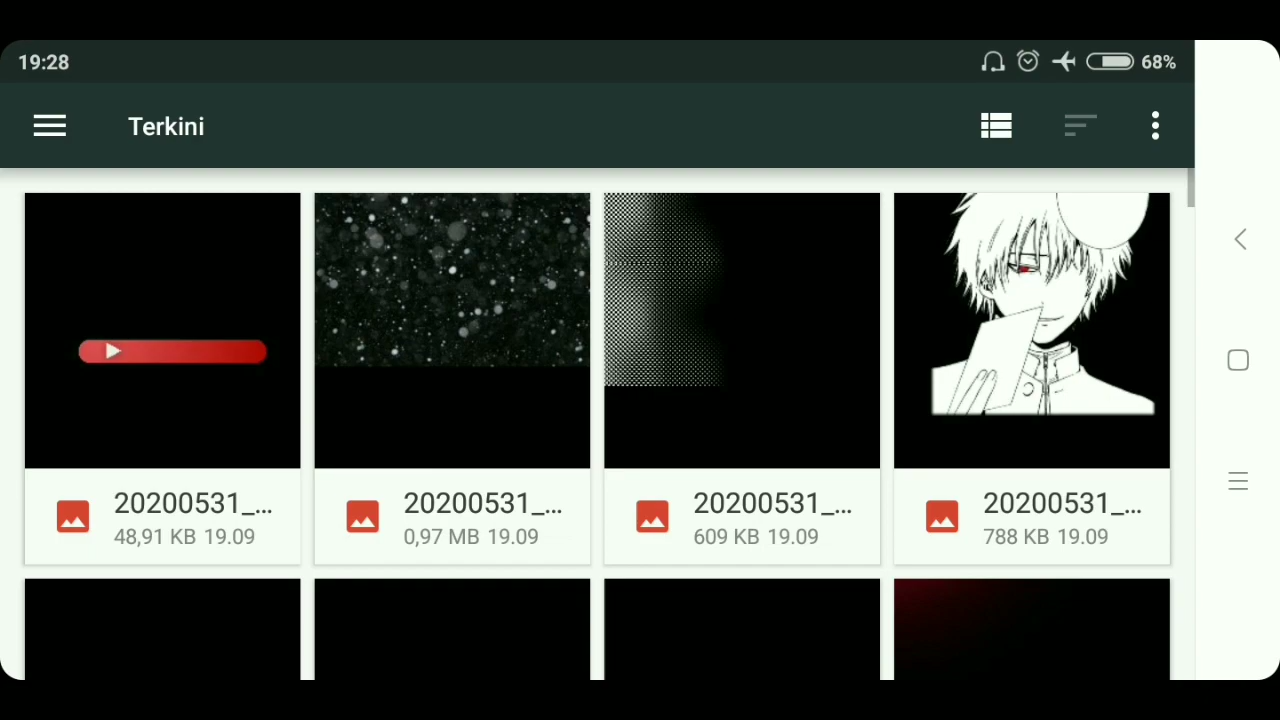 19:28
68%
Terkini
20200531_...
48,91 KB 19.09
20200531_...
0,97 MB 19.09
20200531_...
609 KB 19.09
20200531_...
788 KB 19.09